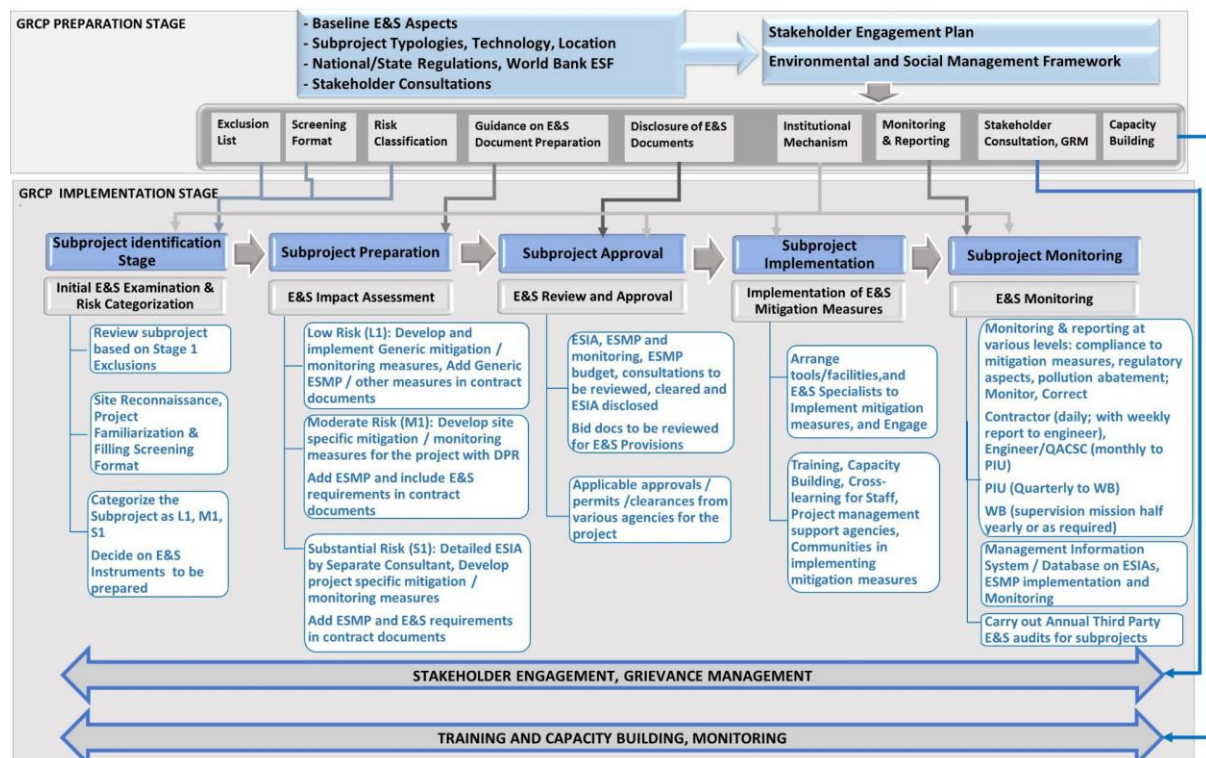 GRCP PREPARATION STAGE
- Baseline E&S Aspects
- Subproject Typologies, Technology, Location
- National/State Regulations, World Bank ESF
- Stakeholder Consultations
Stakeholder Engagement Plan
Environmental and Social Management Framework
Exclusion
List
Screening
Format
Risk
Classification
Guidance on E&S
Document Preparation
Disclosure of E&S
Documents
Institutional
Mechanism
Monitoring
& Reporting
Stakeholder
Consultation, GRM
Capacity
Building
GRCP IMPLEMENTATION STAGE
Subproject identification
Stage
Initial E&S Examination &
Risk Categorization
Review subproject
based on Stage 1
Exclusions
Site Reconnaissance,
Project
Familiarization &
Filling Screening
Format
Categorize the
Subproject as L1, M1,
S1
Decide on E&S
Instruments to be
prepared
Subproject Preparation
E&S Impact Assessment
Low Risk (L1): Develop and
implement Generic mitigation /
monitoring measures, Add Generic
ESMP / other measures in contract
documents
Moderate Risk (M1): Develop site
specific mitigation / monitoring
measures for the project with DPR
Add ESMP and include E&S
requirements in contract
documents
Substantial Risk (S1): Detailed ESIA
by Separate Consultant, Develop
project specific mitigation /
monitoring measures
Add ESMP and E&S requirements
in contract documents
Subproject Approval
E&S Review and Approval
ESIA, ESMP and
monitoring, ESMP
budget, consultations to
be reviewed, cleared and
ESIA disclosed
Bid docs to be reviewed
for E&S Provisions
Applicable approvals /
permits /clearances from
various agencies for the
project
Subproject
Implementation
Implementation of E&S
Mitigation Measures
Arrange
tools/facilities,and
E&S Specialists to
Implement mitigation
measures, and Engage
Training, Capacity
Building, Cross-
learning for Staff,
Project management
support agencies,
Communities in
implementing
mitigation measures
Subproject Monitoring
E&S Monitoring
Monitoring & reporting at
various levels: compliance to
mitigation measures, regulatory
aspects, pollution abatement;
Monitor, Correct
Contractor (daily; with weekly
report to engineer),
Engineer/QACSC (monthly to
PIU)
PIU (Quarterly to WB)
WB (supervision mission half
yearly or as required)
Management Information
System / Database on ESIAs,
ESMP implementation and
Monitoring
Carry out Annual Third Party
E&S audits for subprojects
STAKEHOLDER ENGAGEMENT, GRIEVANCE MANAGEMENT
TRAINING AND CAPACITY BUILDING, MONITORING